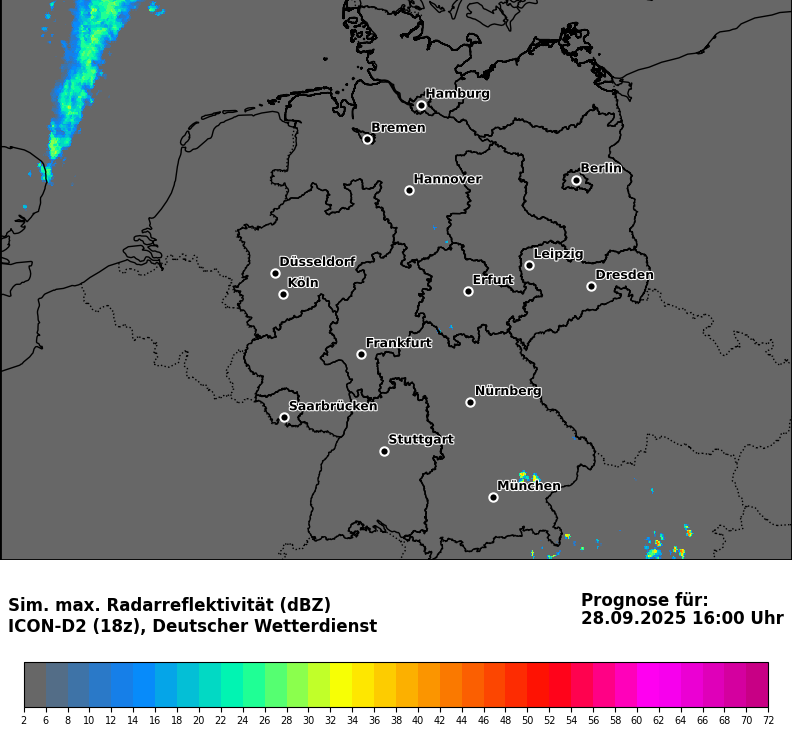 Hamburg
Bremen
Berlin
Hannover
Leipzig
Düsseldorf
Dresden
Erfurt
Köln
Frankfurt
Nürnberg
Saarbrücken
Stuttgart
München
Sim. max. Radarreflektivität (dBZ)
ICON-D2 (18z), Deutscher Wetterdienst
Prognose für:
28.09.2025 16:00 Uhr
2 6 8 10 12 14 16 18 20 22 24 26 28 30 32 34 36 38 40 42 44 46 48 50 52 54 56 58 60 62 64 66 68 70 72